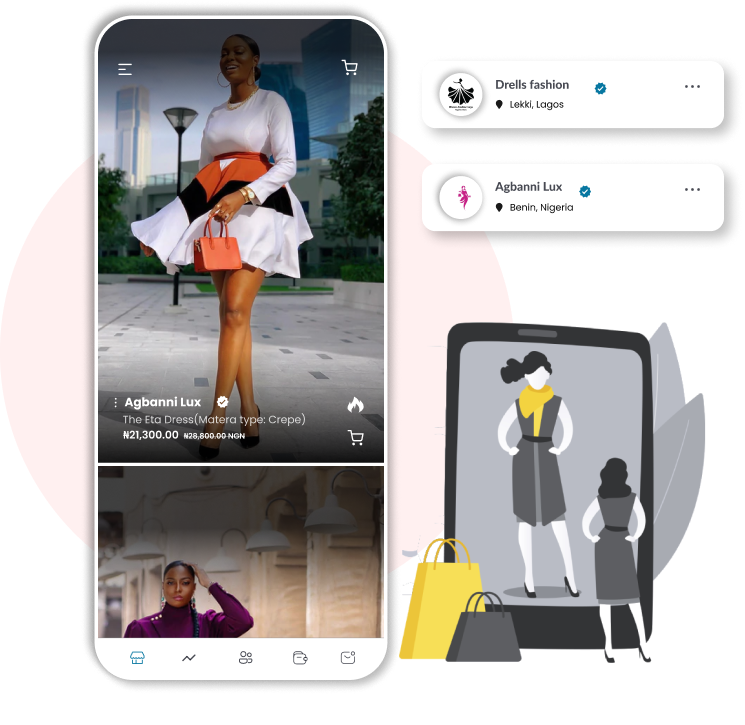 Agbanni Lux
The Eta Dress(Matera type: Crepe)
₦21,300.00 ₦28,800.00 NGN
Drells fashion
Lekki, Lagos
Agbanni Lux
Benin, Nigeria